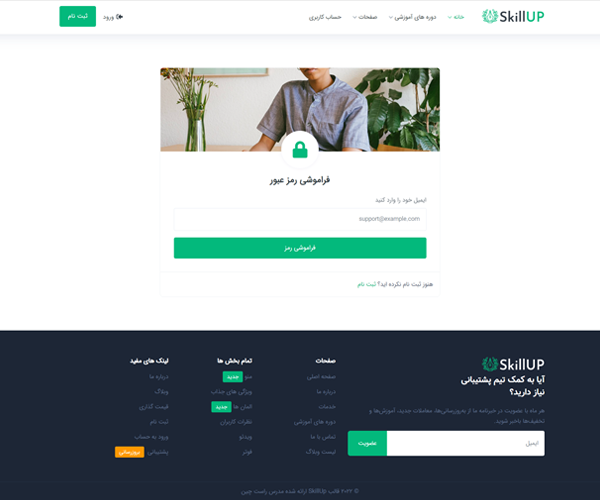 SkillUP
خانه
دوره های آموزشی
صفحات
حساب کاربری
ورود
ثبت نام
فراموشی رمز عبور
ایمیل خود را وارد کنید
support@example.com
فراموشی رمز
هنوز ثبت نام نکرده اید؟ ثبت نام
SkillUP
آیا به کمک تیم پشتیبانی
نیاز دارید؟
هر ماه با عضویت در خبرنامه ما از به‌روزرسانی‌ها، معاملات جدید، آموزش‌ها و
تخفیف‌ها باخبر شوید.
ایمیل
عضویت
صفحات
صفحه اصلی
درباره ما
خدمات
دوره های آموزشی
تماس با ما
لیست وبلاگ
تمام بخش ها
منو جدید
ویژگی های جذاب
المان ها جدید
نظرات کاربران
ویدئو
فوتر
لینک های مفید
درباره ما
وبلاگ
قیمت گذاری
ثبت نام
ورود به حساب
پشتیبانی بروزرسانی
© ۲۰۲۲ قالب SkillUp ارائه شده مدرس راست چین